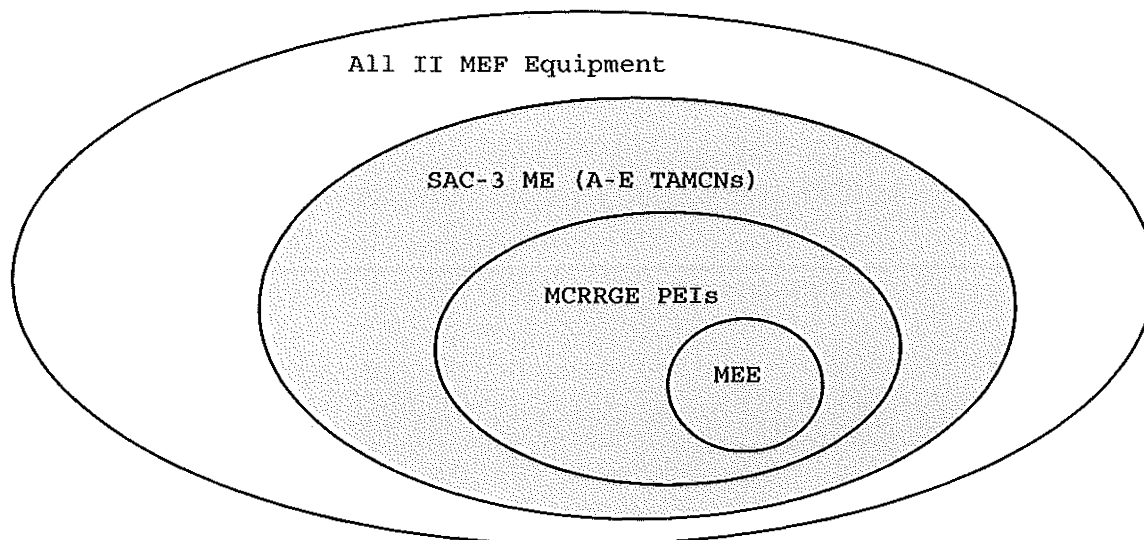 All II MEF Equipment
SAC-3 ME (A-E TAMCNs)
MCRRGE PEIs
MEE